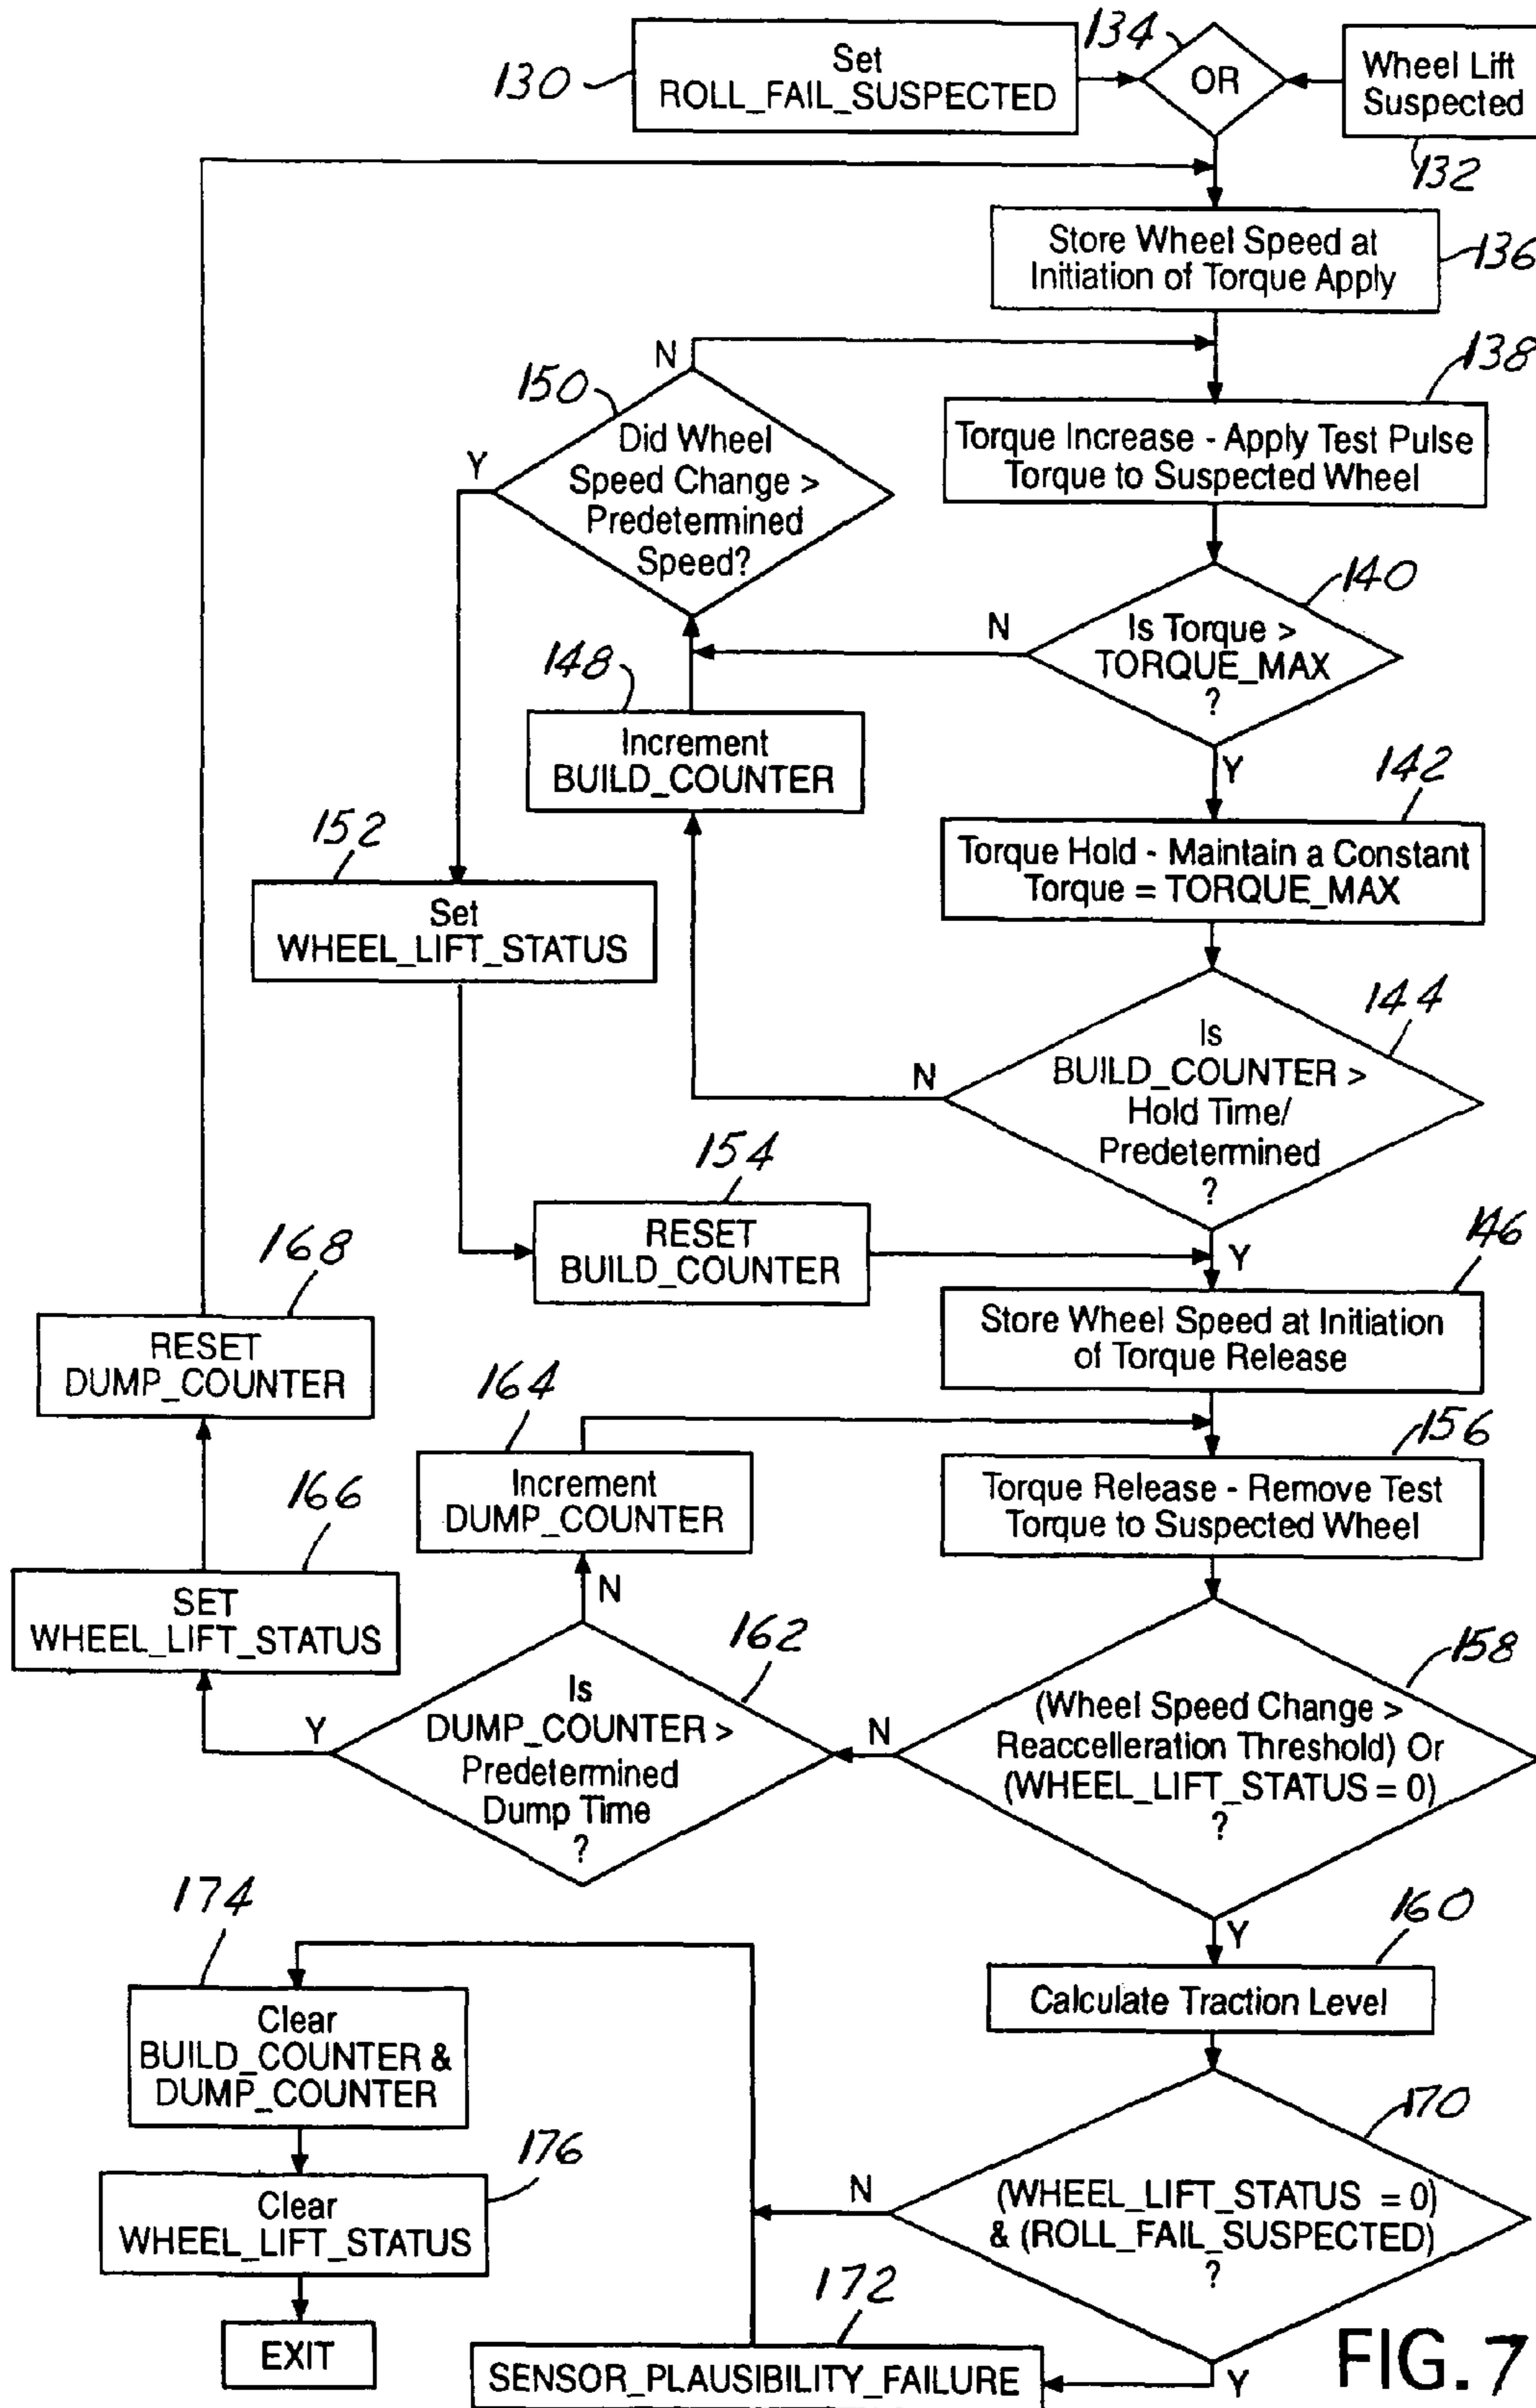 130
Set
ROLL_FAIL_SUSPECTED
134
OR
Wheel Lift
Suspected
132
Store Wheel Speed at
Initiation of Torque Apply
136
N
150
Did Wheel
Speed Change >
Predetermined
Speed?
Y
138
Torque Increase - Apply Test Pulse
Torque to Suspected Wheel
140
N
Is Torque >
TORQUE_MAX
?
Y
148
Increment
BUILD_COUNTER
142
Torque Hold - Maintain a Constant
Torque = TORQUE_MAX
152
Set
WHEEL_LIFT_STATUS
144
Is
BUILD_COUNTER >
Hold Time/
Predetermined
?
N
Y
154
RESET
BUILD_COUNTER
146
Store Wheel Speed at Initiation
of Torque Release
168
RESET
DUMP_COUNTER
164
Increment
DUMP_COUNTER
156
Torque Release - Remove Test
Torque to Suspected Wheel
166
SET
WHEEL_LIFT_STATUS
N
162
Is
DUMP_COUNTER >
Predetermined
Dump Time
?
Y
158
N
(Wheel Speed Change >
Reaccelleration Threshold) Or
(WHEEL_LIFT_STATUS = 0)
?
Y
160
Calculate Traction Level
174
Clear
BUILD_COUNTER &
DUMP_COUNTER
176
Clear
WHEEL_LIFT_STATUS
EXIT
170
N
(WHEEL_LIFT_STATUS = 0)
& (ROLL_FAIL_SUSPECTED)
?
Y
172
SENSOR_PLAUSIBILITY_FAILURE
FIG. 7